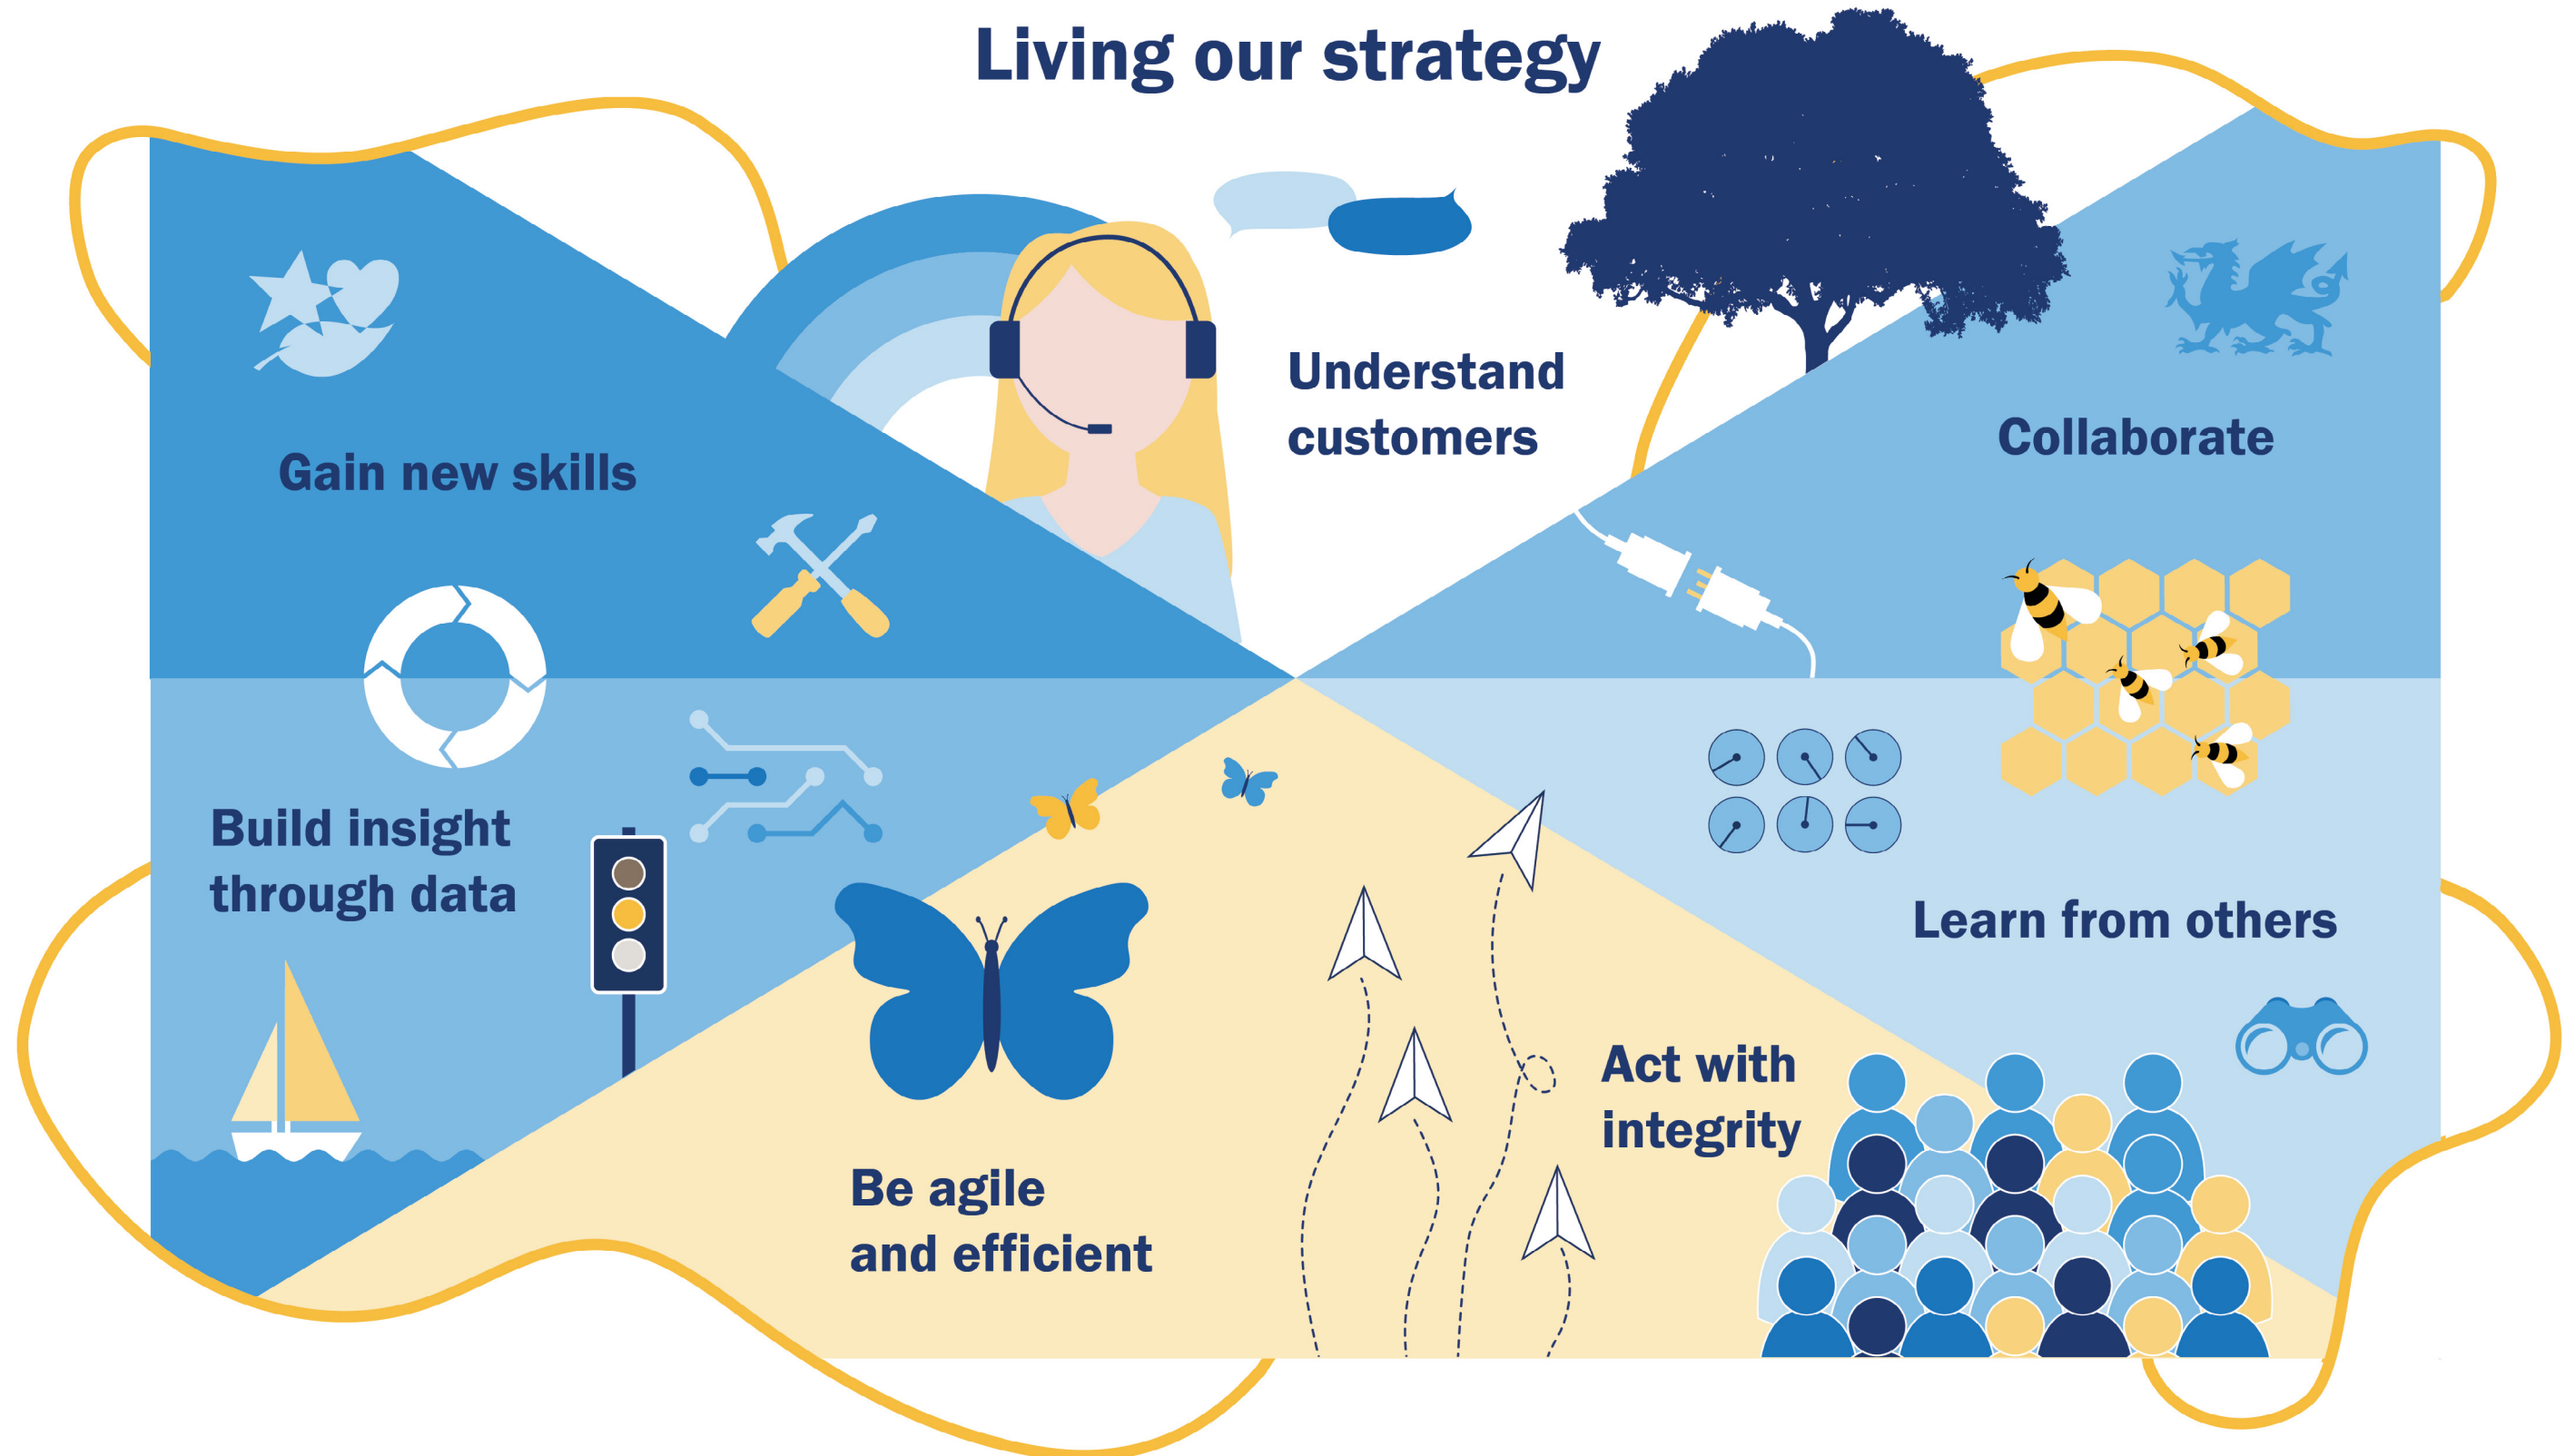 Living our strategy
Understand
customers
Gain new skills
Collaborate
Build insight
through data
Learn from others
Be agile
and efficient
Act with
integrity